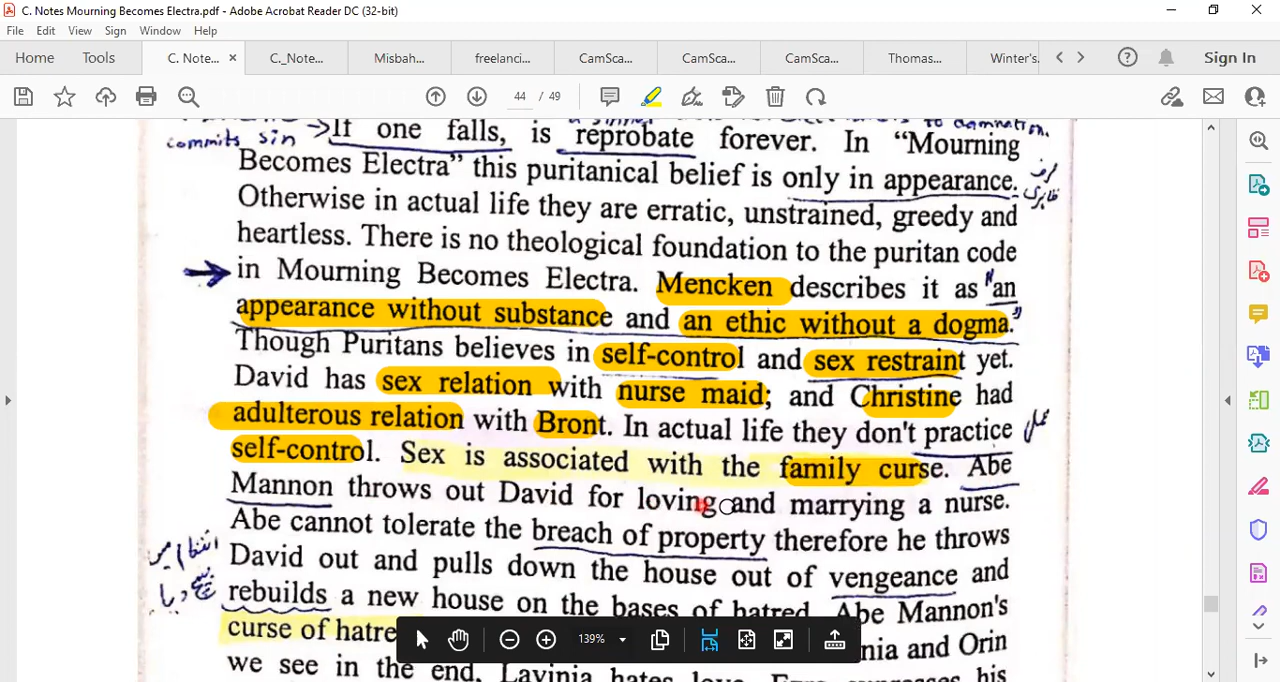 C. Notes Mourning Becomes Electra.pdf - Adobe Acrobat Reader DC (32-bit)
File Edit View Sign Window Help
Home Tools C. Note... × C._Note... Misbah... freelanci... CamSca... CamSca... CamSca... Thomas... Winter's Sign In
44 / 49
commits sin → If one falls, is reprobate forever. In “Mourning
Becomes Electra” this puritanical belief is only in appearance.
Otherwise in actual life they are erratic, unstrained, greedy and
heartless. There is no theological foundation to the puritan code
in Mourning Becomes Electra. Mencken describes it as "an
appearance without substance and an ethic without a dogma."
Though Puritans believes in self-control and sex restraint yet.
David has sex relation with nurse maid; and Christine had
adulterous relation with Bront. In actual life they don't practice
self-control. Sex is associated with the family curse. Abe
Mannon throws out David for loving and marrying a nurse.
Abe cannot tolerate the breach of property therefore he throws
David out and pulls down the house out of vengeance and
rebuilds a new house on the bases of hatred. Abe Mannon's
curse of hatre nia and Orin
139%
we see in the end. Lavinia hates love. Ezra expresses his